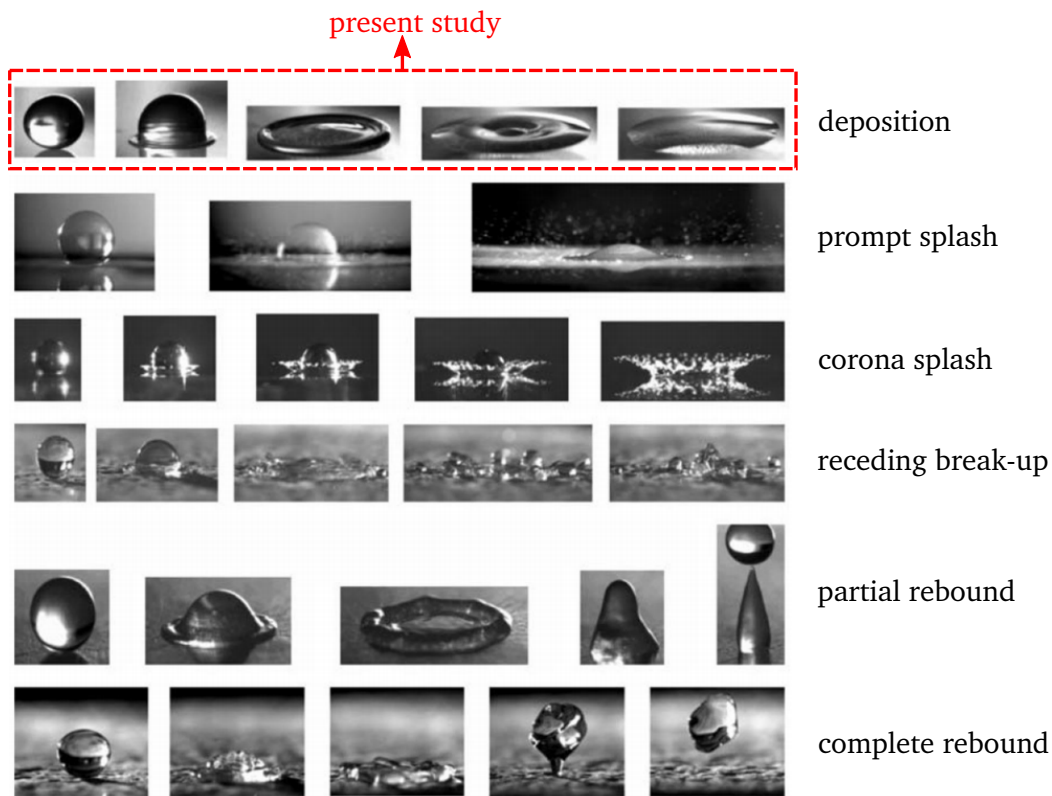 present study
deposition
prompt splash
corona splash
receding break-up
partial rebound
complete rebound